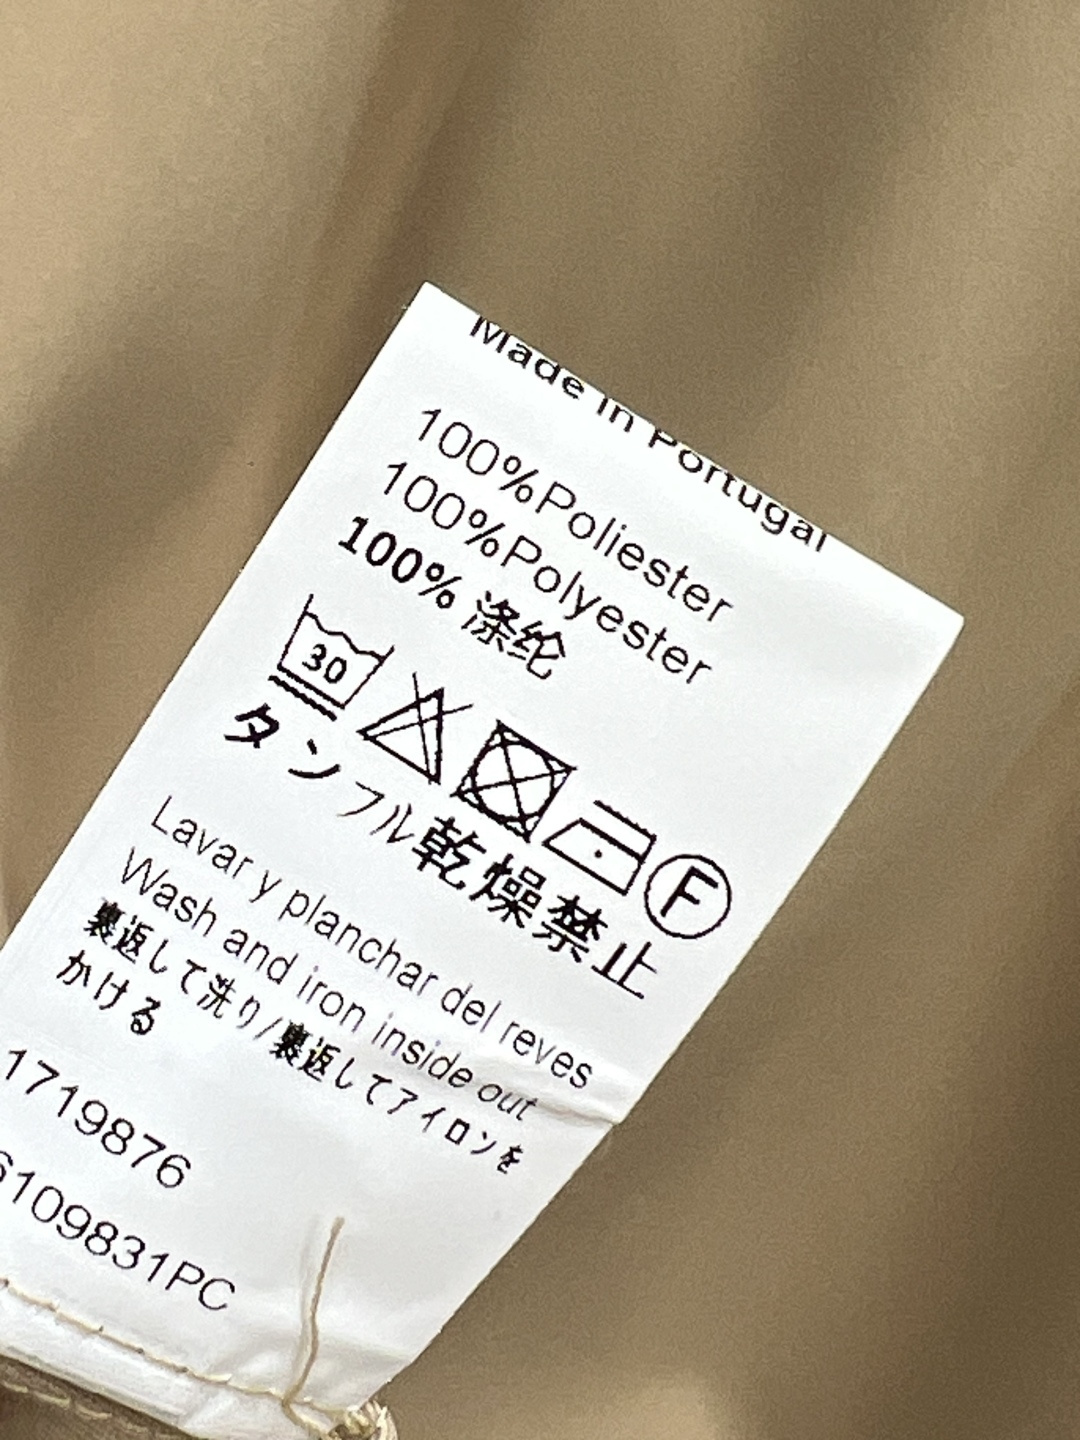 Made in Portugal
100%Poliester
100%Polyester
100% 涤纶
30
F
タンフル乾燥禁止
Lavar y planchar del reves
Wash and iron inside out
裏返して洗り/裏返してアイロンを
かける
1719876
6109831PC